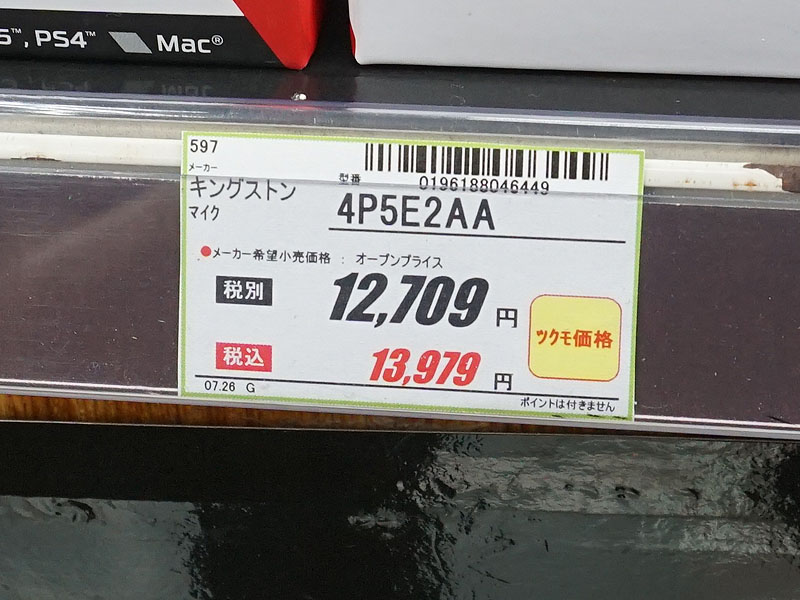 5™, PS4™ Mac®
597
メーカー
キングストン
マイク
型番
0196188046449
4P5E2AA
●メーカー希望小売価格 : オープンプライス
税別 12,709 円
ツクモ価格
税込 13,979 円
07.26 G
ポイントは付きません